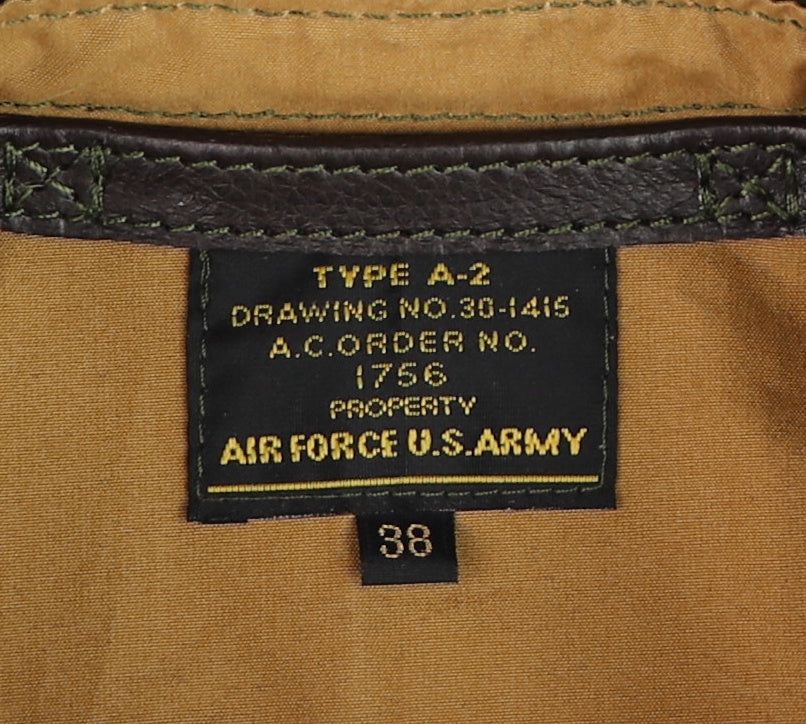 TYPE A-2
DRAWING NO.30-1415
A.C.ORDER NO.
1756
PROPERTY
AIR FORCE U.S.ARMY
38